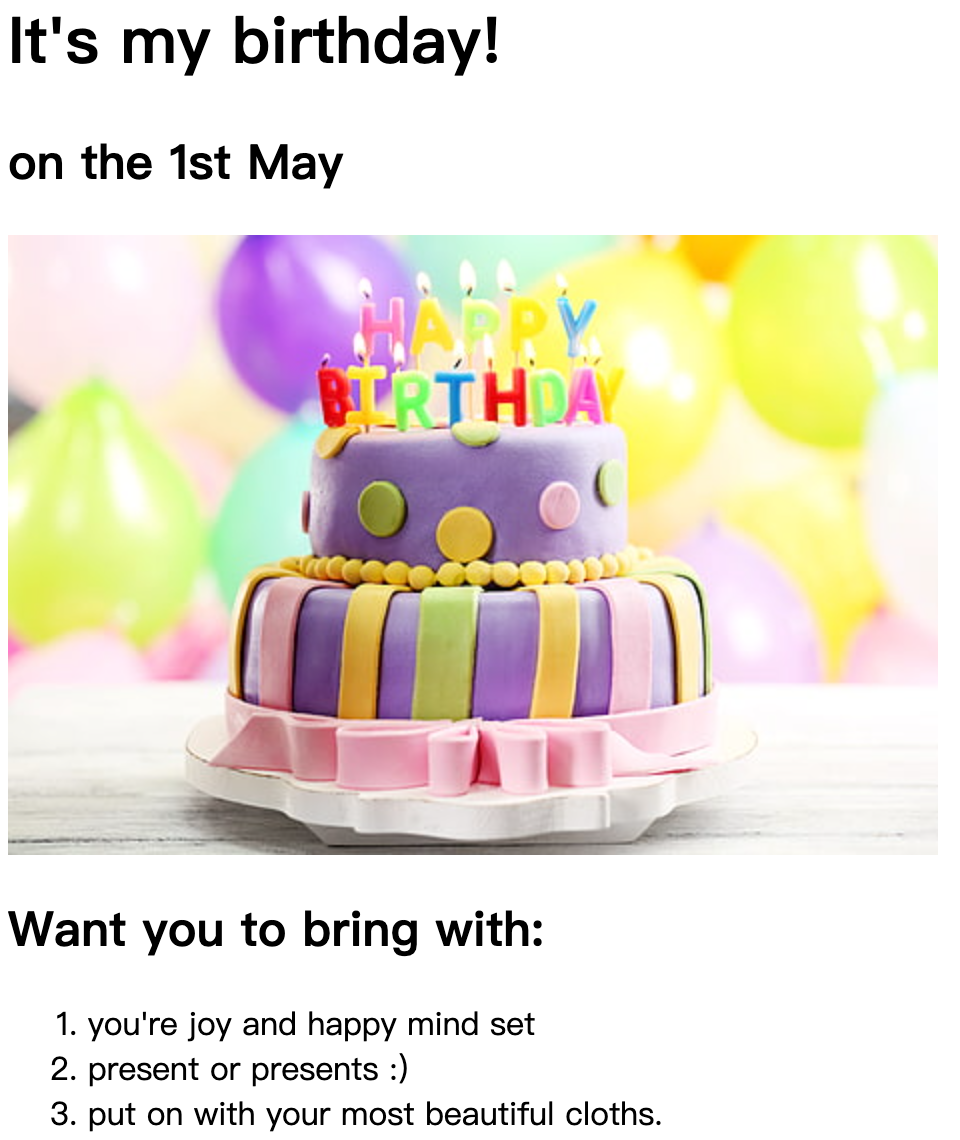 It's my birthday!
on the 1st May
HAPPY
BIRTHDAY
Want you to bring with:
1. you're joy and happy mind set
2. present or presents :)
3. put on with your most beautiful cloths.